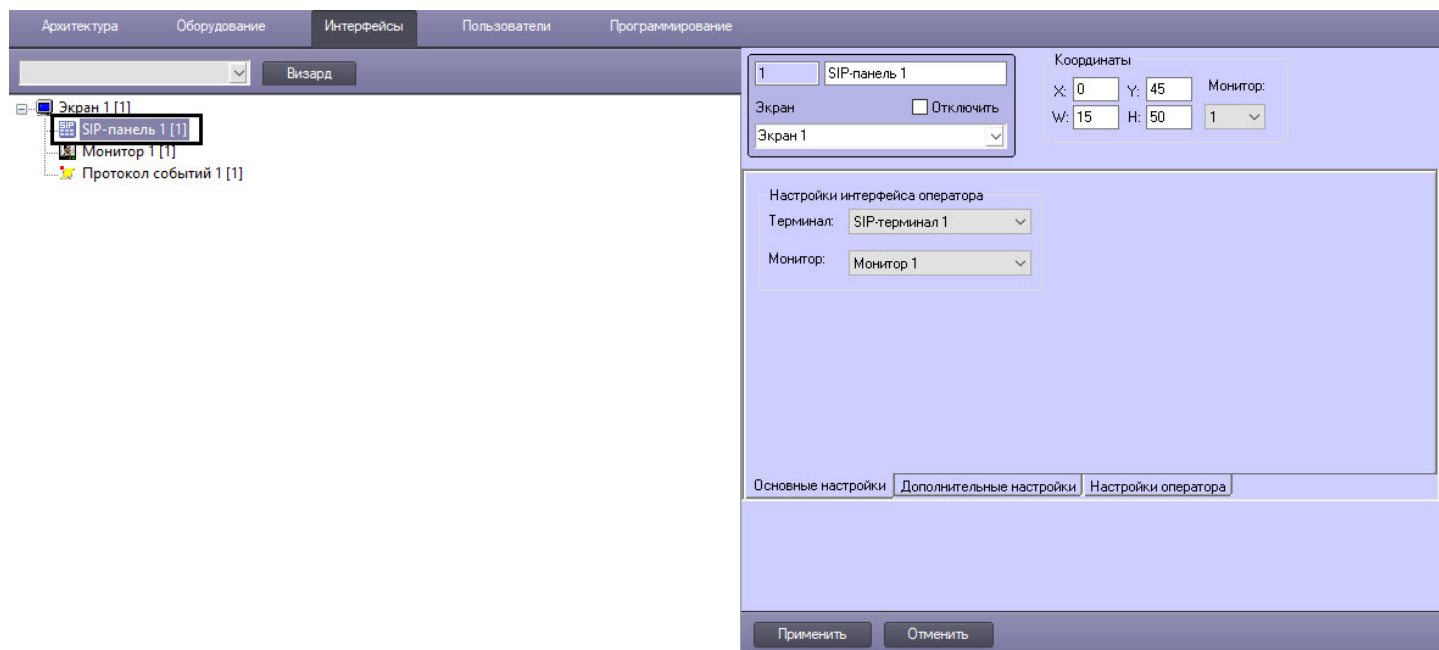 Архитектура Оборудование Интерфейсы Пользователи Программирование
Визард
Экран 1 [1]
SIP-панель 1 [1]
Монитор 1 [1]
Протокол событий 1 [1]
1 SIP-панель 1
Экран Отключить
Экран 1
Координаты
X: 0 Y: 45 Монитор:
W: 15 H: 50 1
Настройки интерфейса оператора
Терминал: SIP-терминал 1
Монитор: Монитор 1
Основные настройки Дополнительные настройки Настройки оператора
Применить Отменить